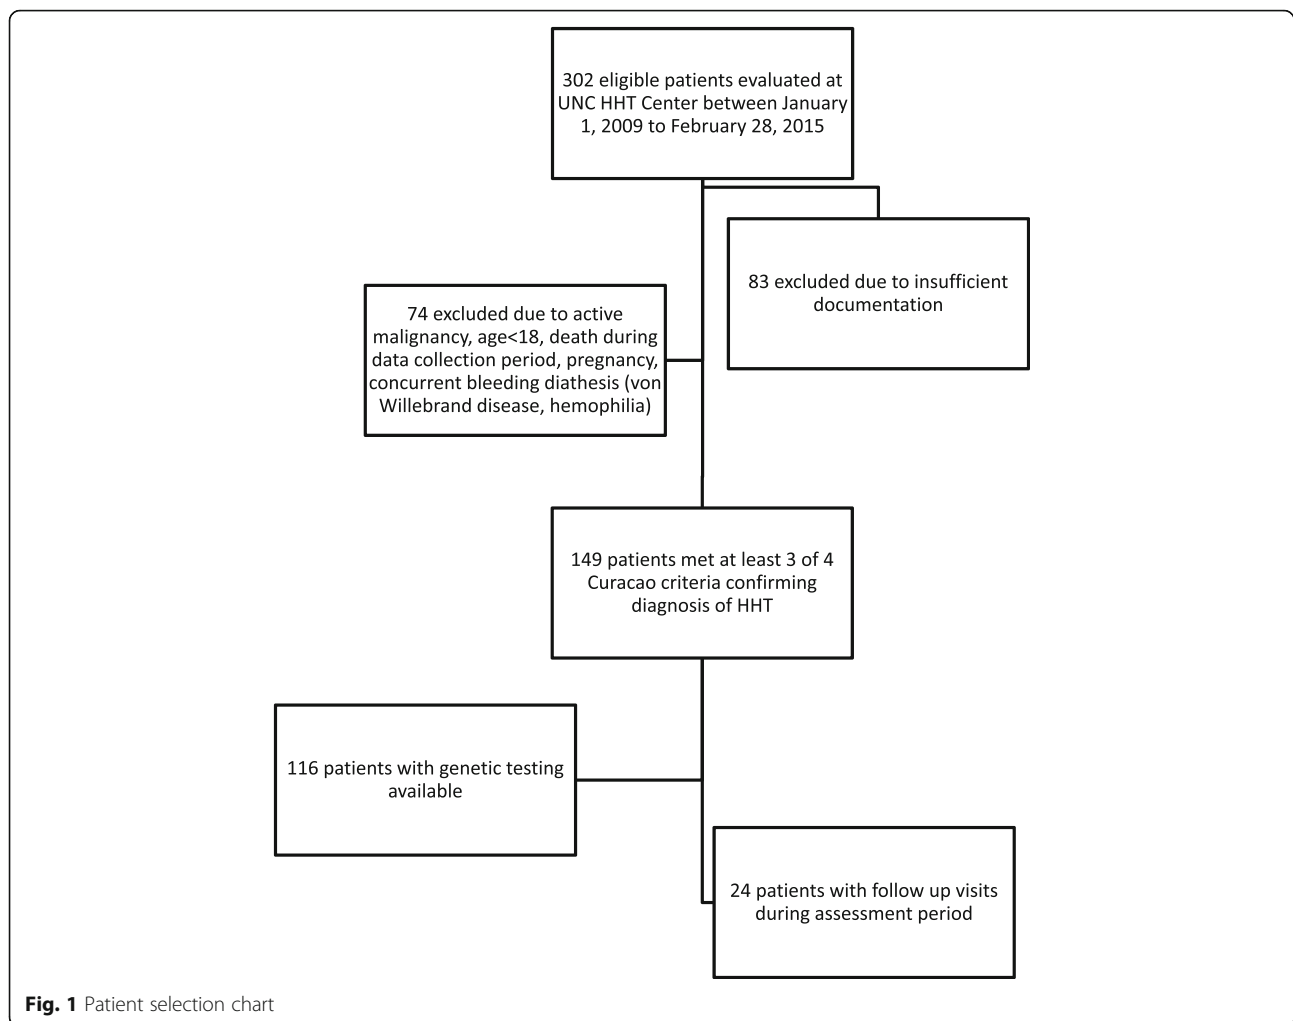 302 eligible patients evaluated at
UNC HHT Center between January
1, 2009 to February 28, 2015
83 excluded due to insufficient
documentation
74 excluded due to active
malignancy, age<18, death during
data collection period, pregnancy,
concurrent bleeding diathesis (von
Willebrand disease, hemophilia)
149 patients met at least 3 of 4
Curacao criteria confirming
diagnosis of HHT
116 patients with genetic testing
available
24 patients with follow up visits
during assessment period
Fig. 1 Patient selection chart